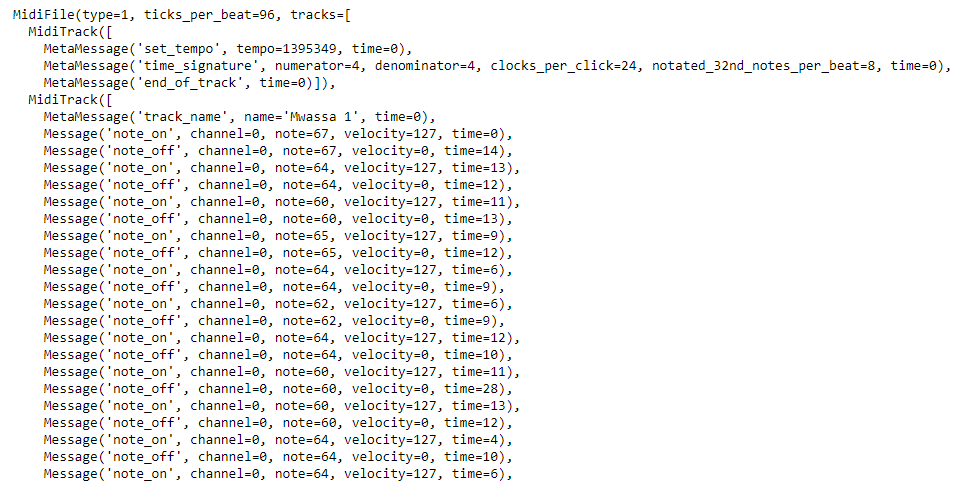 MidiFile(type=1, ticks_per_beat=96, tracks=[
  MidiTrack([
    MetaMessage('set_tempo', tempo=1395349, time=0),
    MetaMessage('time_signature', numerator=4, denominator=4, clocks_per_click=24, notated_32nd_notes_per_beat=8, time=0),
    MetaMessage('end_of_track', time=0)]),
  MidiTrack([
    MetaMessage('track_name', name='Mwassa 1', time=0),
    Message('note_on', channel=0, note=67, velocity=127, time=0),
    Message('note_off', channel=0, note=67, velocity=0, time=14),
    Message('note_on', channel=0, note=64, velocity=127, time=13),
    Message('note_off', channel=0, note=64, velocity=0, time=12),
    Message('note_on', channel=0, note=60, velocity=127, time=11),
    Message('note_off', channel=0, note=60, velocity=0, time=13),
    Message('note_on', channel=0, note=65, velocity=127, time=9),
    Message('note_off', channel=0, note=65, velocity=0, time=12),
    Message('note_on', channel=0, note=64, velocity=127, time=6),
    Message('note_off', channel=0, note=64, velocity=0, time=9),
    Message('note_on', channel=0, note=62, velocity=127, time=6),
    Message('note_off', channel=0, note=62, velocity=0, time=9),
    Message('note_on', channel=0, note=64, velocity=127, time=12),
    Message('note_off', channel=0, note=64, velocity=0, time=10),
    Message('note_on', channel=0, note=60, velocity=127, time=11),
    Message('note_off', channel=0, note=60, velocity=0, time=28),
    Message('note_on', channel=0, note=60, velocity=127, time=13),
    Message('note_off', channel=0, note=60, velocity=0, time=12),
    Message('note_on', channel=0, note=64, velocity=127, time=4),
    Message('note_off', channel=0, note=64, velocity=0, time=10),
    Message('note_on', channel=0, note=64, velocity=127, time=6),